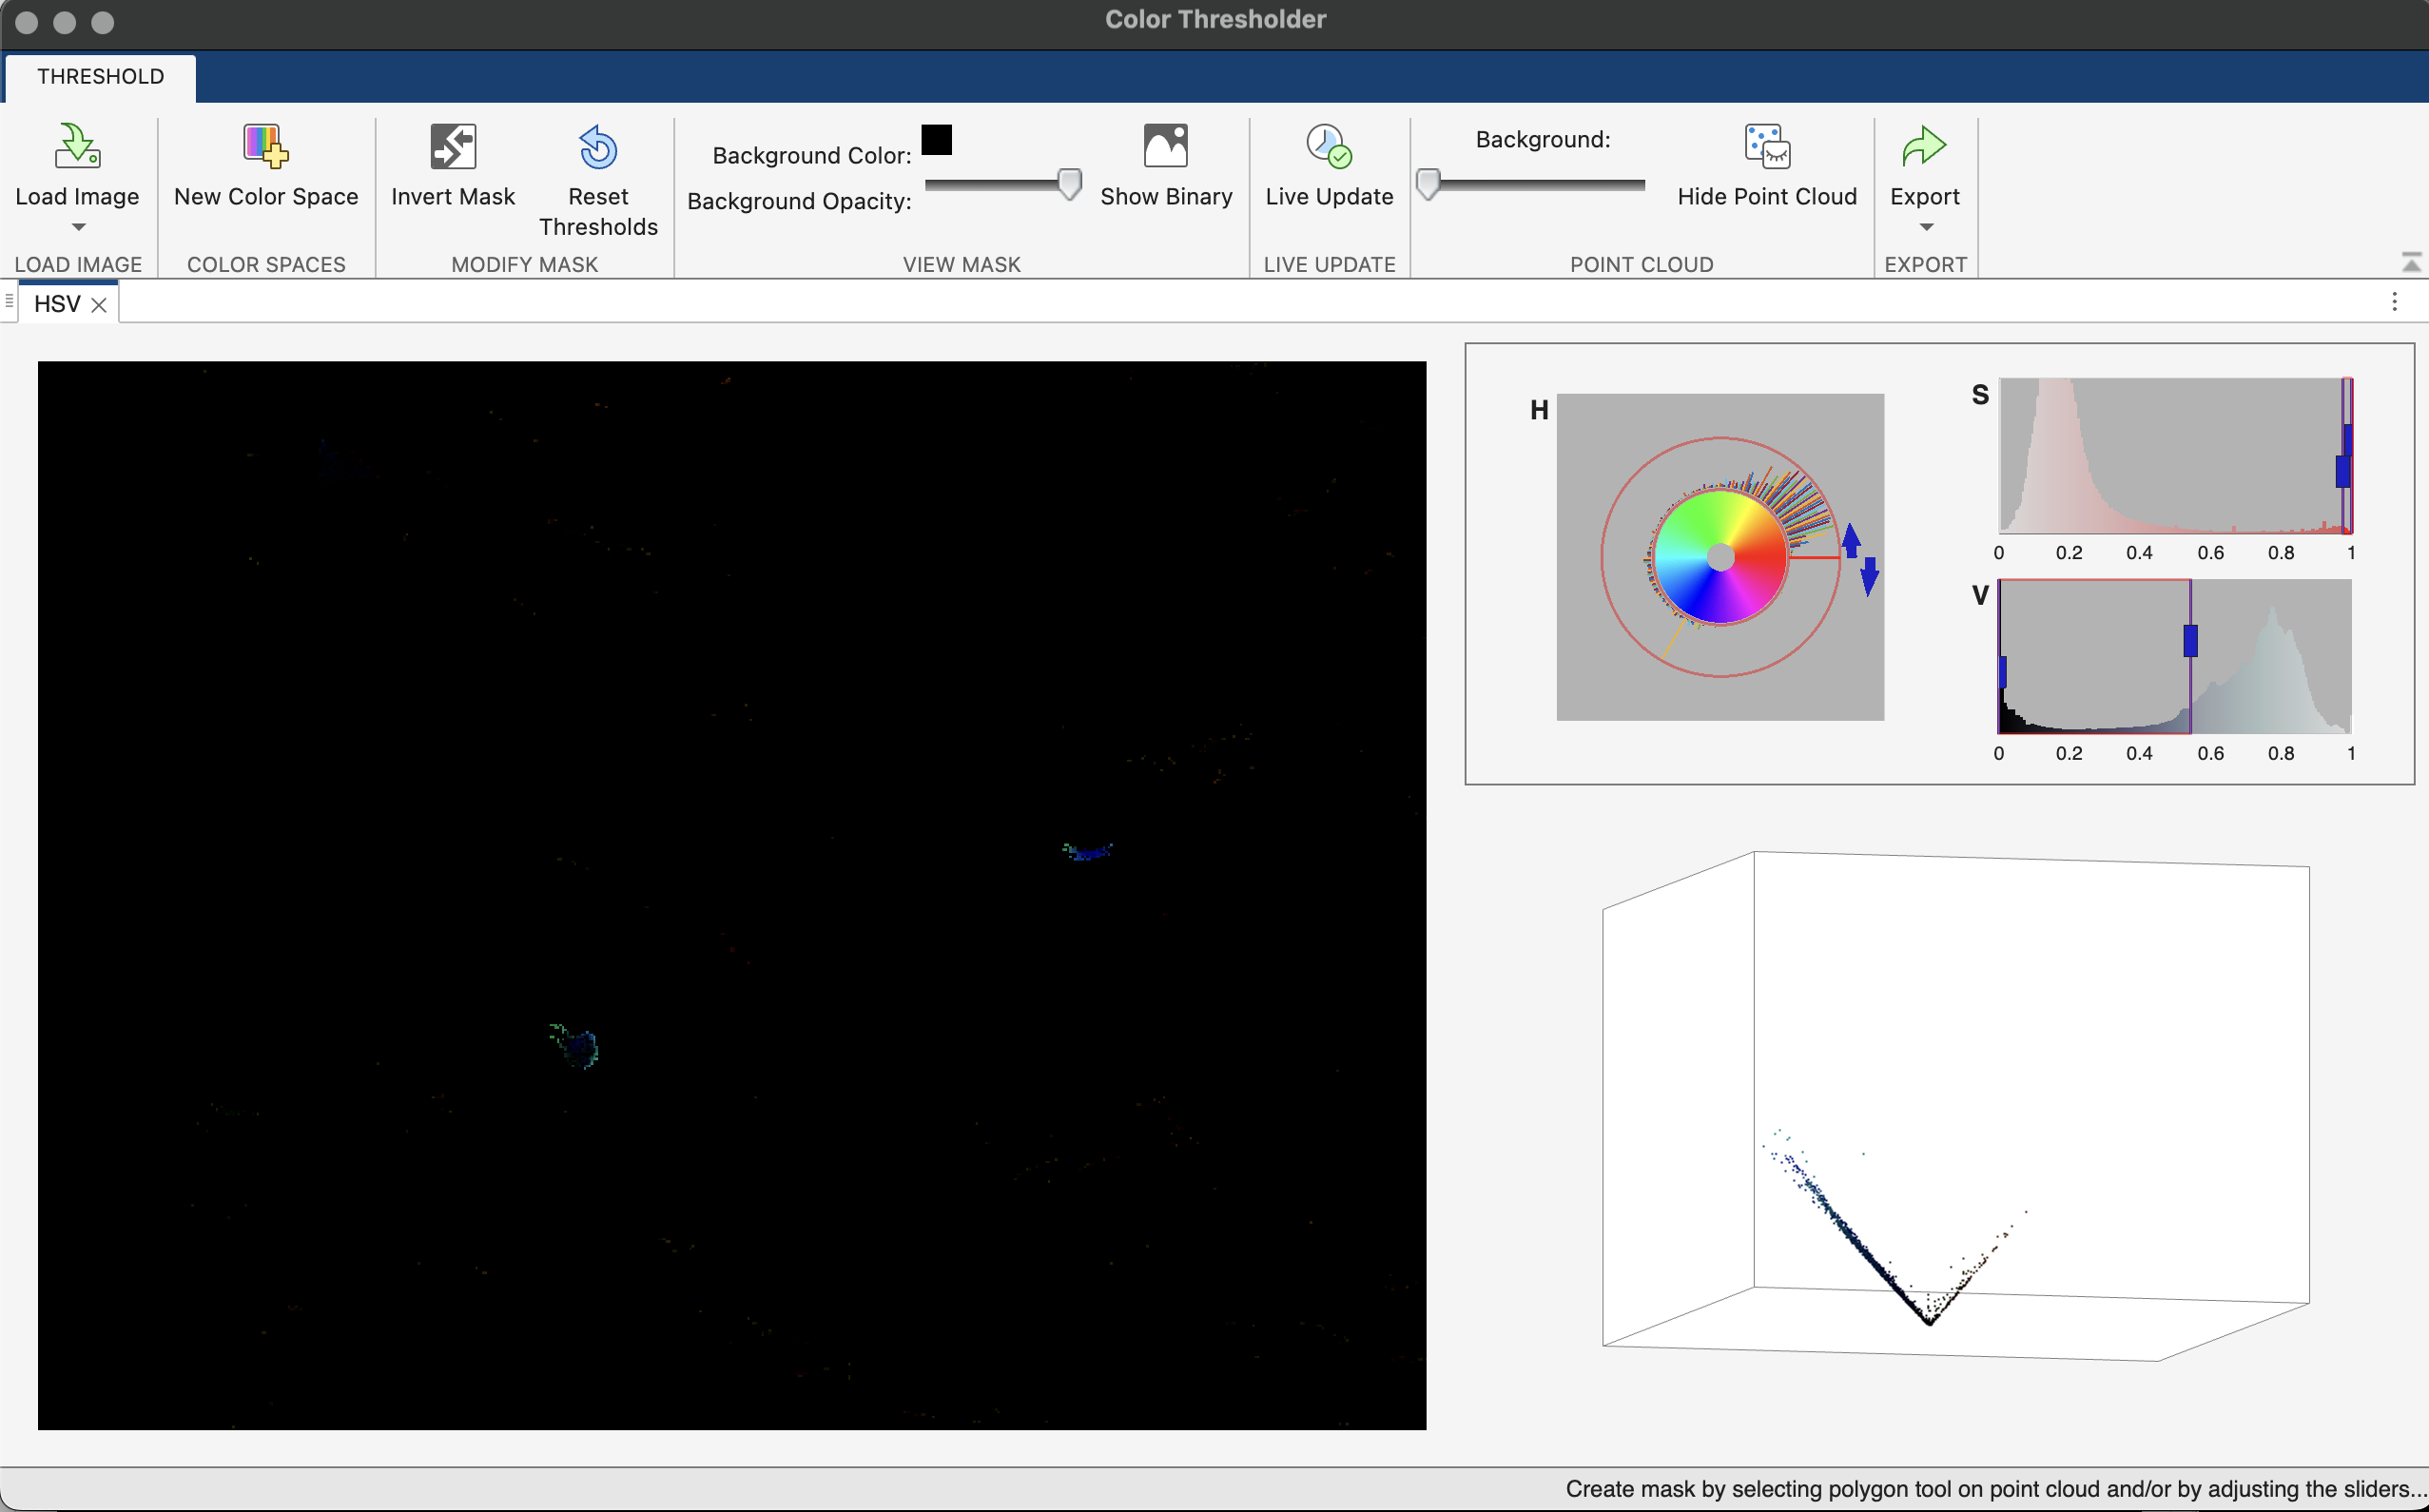 Color Thresholder
THRESHOLD
Load Image
New Color Space
Invert Mask
Reset
Thresholds
Background Color:
Background Opacity:
Show Binary
Live Update
Background:
Hide Point Cloud
Export
LOAD IMAGE
COLOR SPACES
MODIFY MASK
VIEW MASK
LIVE UPDATE
POINT CLOUD
EXPORT
HSV
H
S
0 0.2 0.4 0.6 0.8 1
V
0 0.2 0.4 0.6 0.8 1
Create mask by selecting polygon tool on point cloud and/or by adjusting the sliders...